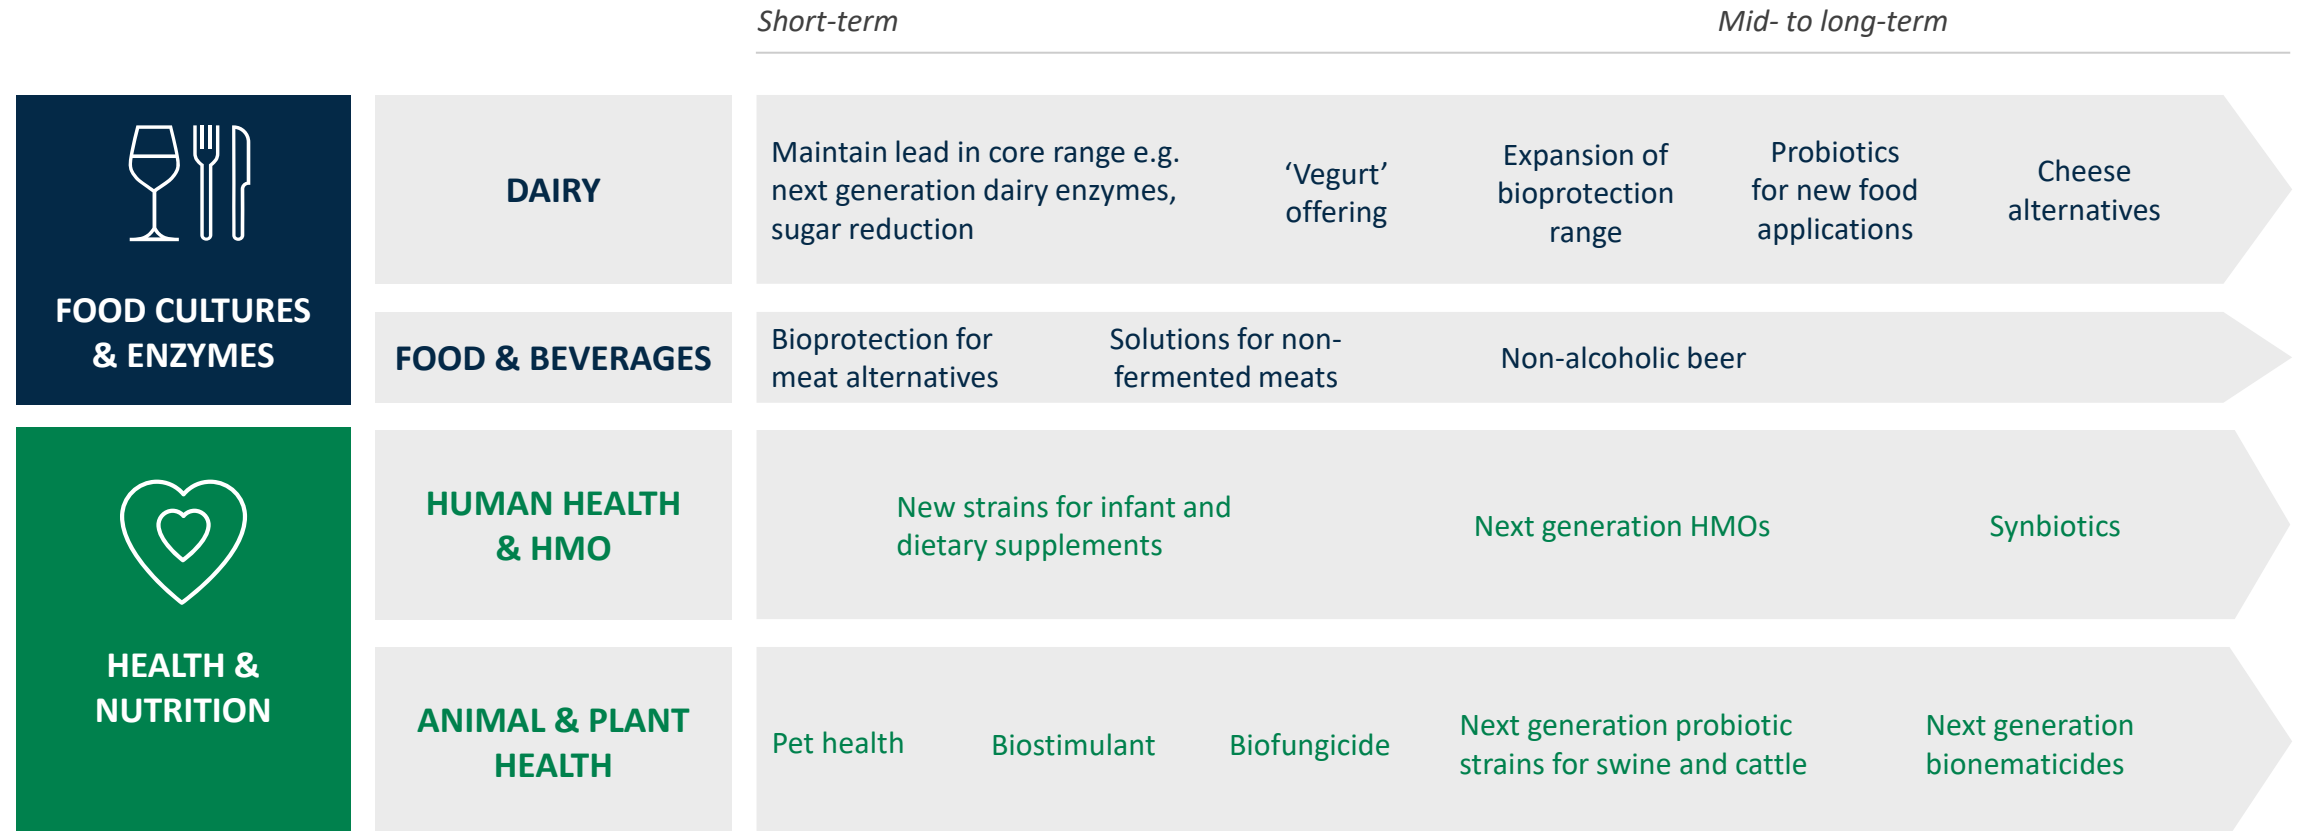 Short-term
Mid- to long-term
FOOD CULTURES
& ENZYMES
DAIRY
Maintain lead in core range e.g.
next generation dairy enzymes,
sugar reduction
‘Vegurt’
offering
Expansion of
bioprotection
range
Probiotics
for new food
applications
Cheese
alternatives
FOOD & BEVERAGES
Bioprotection for
meat alternatives
Solutions for non-
fermented meats
Non-alcoholic beer
HEALTH &
NUTRITION
HUMAN HEALTH
& HMO
New strains for infant and
dietary supplements
Next generation HMOs
Synbiotics
ANIMAL & PLANT
HEALTH
Pet health
Biostimulant
Biofungicide
Next generation probiotic
strains for swine and cattle
Next generation
bionematicides